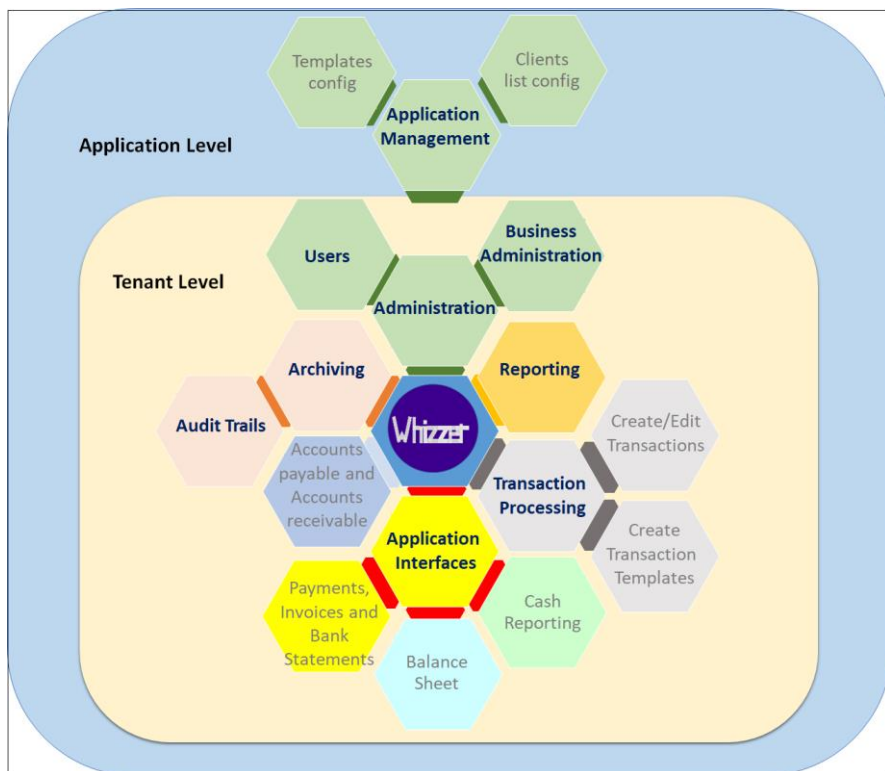 Templates
config
Clients
list config
Application
Management
Application Level
Users
Business
Administration
Tenant Level
Administration
Archiving
Reporting
Audit Trails
Whizzer
Create/Edit
Transactions
Accounts
payable and
Accounts
receivable
Transaction
Processing
Application
Interfaces
Create
Transaction
Templates
Payments,
Invoices and
Bank
Statements
Cash
Reporting
Balance
Sheet